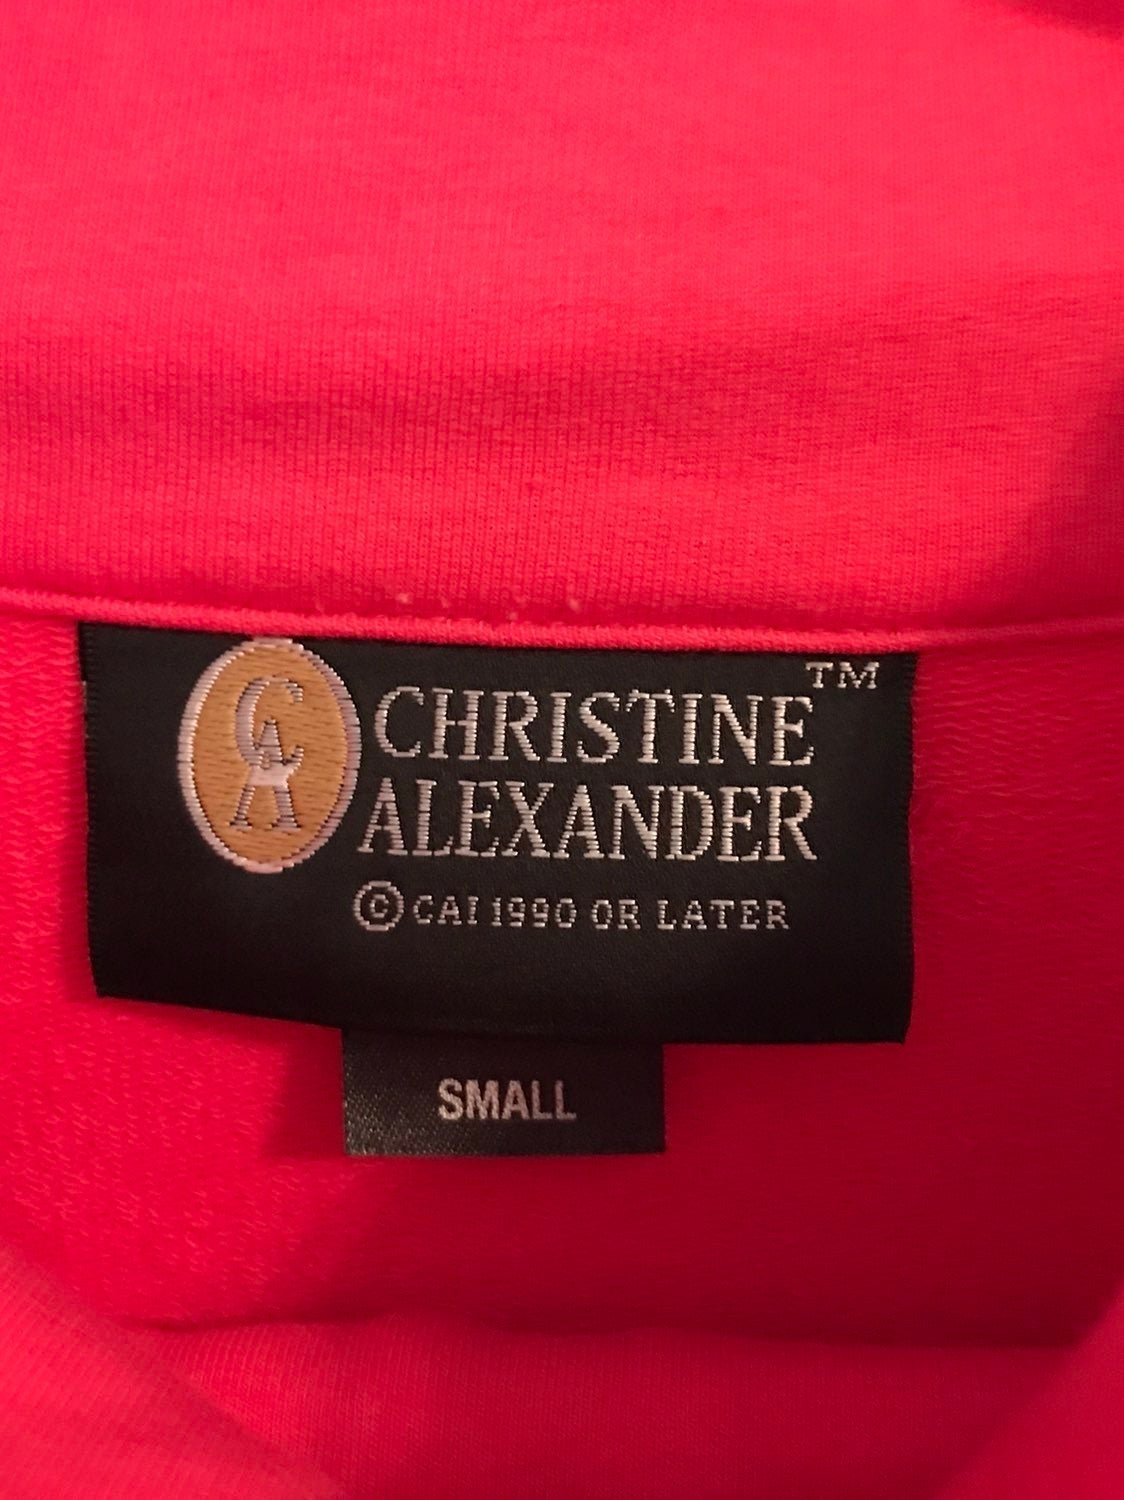 CA
CHRISTINE™
ALEXANDER
© CAI 1990 OR LATER
SMALL